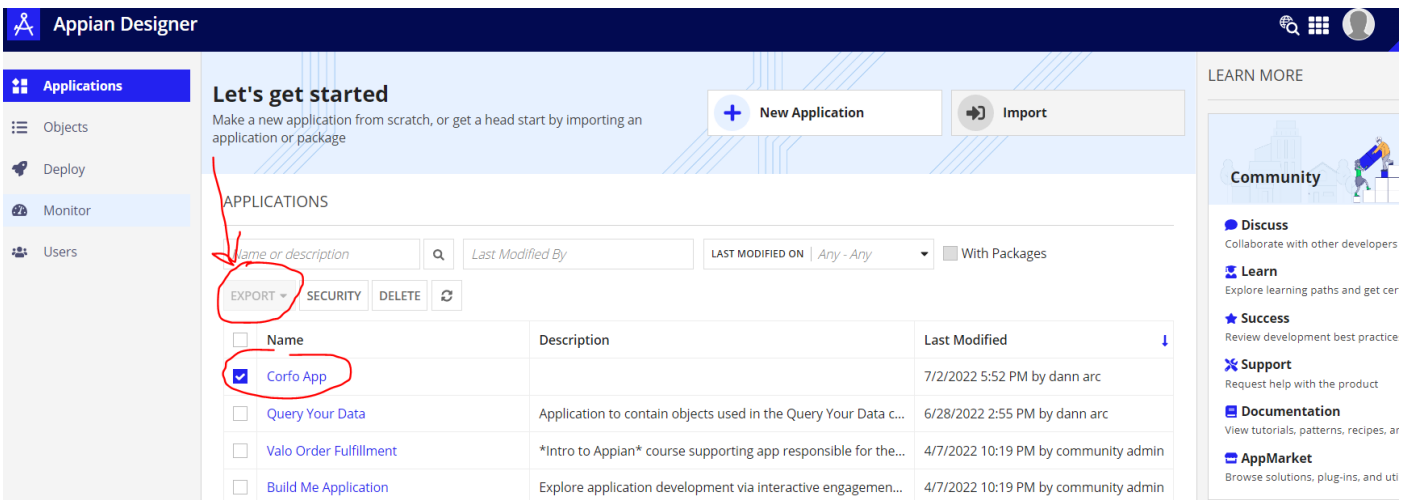 Appian Designer
Applications
Objects
Deploy
Monitor
Users
Let's get started
Make a new application from scratch, or get a head start by importing an
application or package
New Application
Import
APPLICATIONS
Name or description
Last Modified By
LAST MODIFIED ON Any - Any
With Packages
EXPORT SECURITY DELETE
Name Description Last Modified
Corfo App 7/2/2022 5:52 PM by dann arc
Query Your Data Application to contain objects used in the Query Your Data c... 6/28/2022 2:55 PM by dann arc
Valo Order Fulfillment *Intro to Appian* course supporting app responsible for the... 4/7/2022 10:19 PM by community admin
Build Me Application Explore application development via interactive engagemen... 4/7/2022 10:19 PM by community admin
LEARN MORE
Community
Discuss
Collaborate with other developers
Learn
Explore learning paths and get cer
Success
Review development best practice
Support
Request help with the product
Documentation
View tutorials, patterns, recipes, ar
AppMarket
Browse solutions, plug-ins, and uti